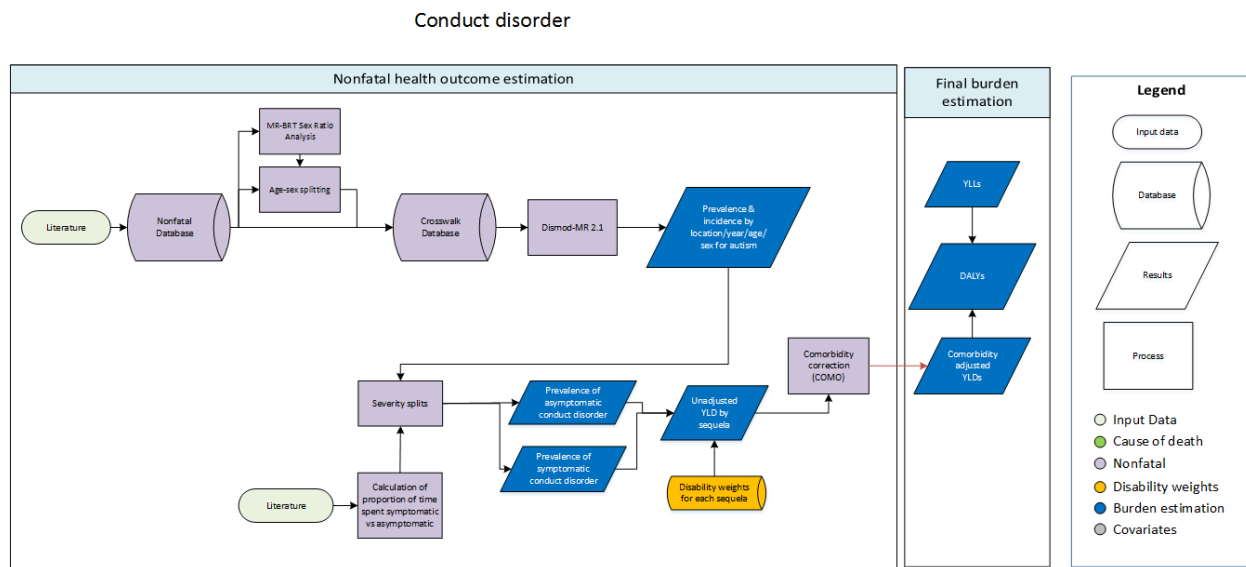 Conduct disorder
Nonfatal health outcome estimation
Final burden
estimation
Legend
MR-BRT Sex Ratio
Analysis
Age-sex splitting
Literature
Nonfatal
Database
Crosswalk
Database
Dismod-MR 2.1
Prevalence &
incidence by
location/year/age/
sex for autism
YLLs
DALYs
Comorbidity
adjusted
YLDs
Comorbidity
correction
(COMO)
Severity splits
Prevalence of
asymptomatic
conduct disorder
Prevalence of
symptomatic
conduct disorder
Unadjusted
YLD by
sequela
Literature
Calculation of
proportion of time
spent symptomatic
vs asymptomatic
Disability weights
for each sequela
Input data
Database
Results
Process
Input Data
Cause of death
Nonfatal
Disability weights
Burden estimation
Covariates